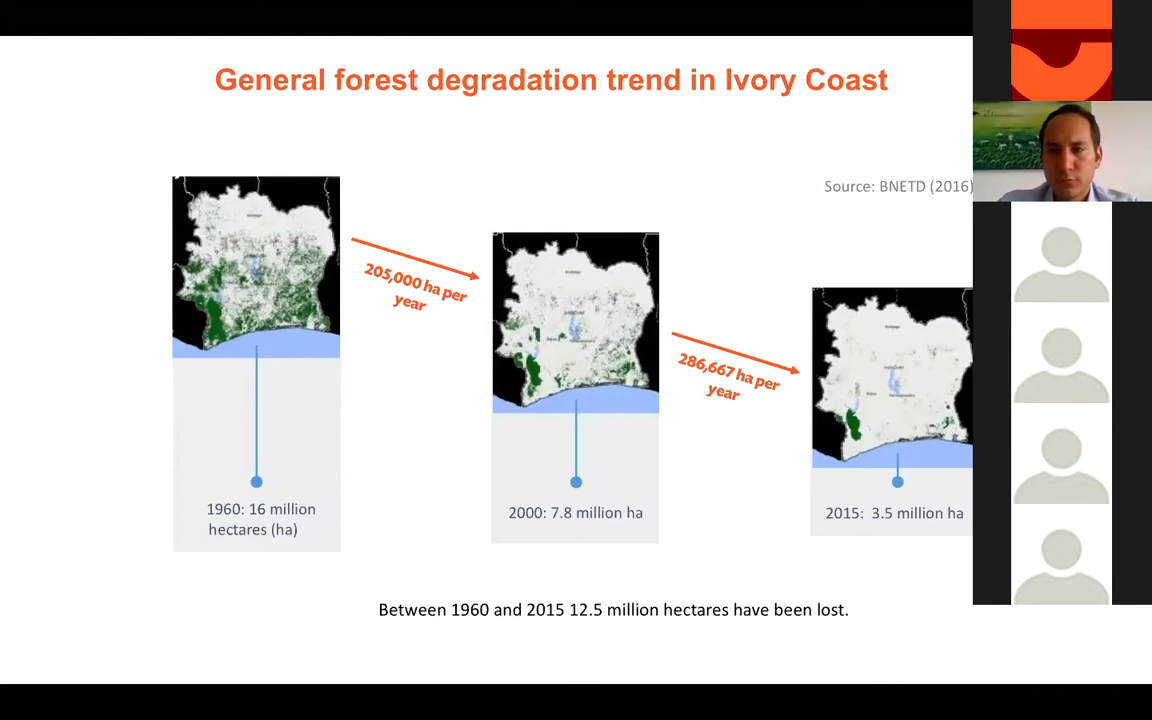 General forest degradation trend in Ivory Coast
Source: BNETD (2016)
205,000 ha per
year
286,667 ha per
year
1960: 16 million
hectares (ha)
2000: 7.8 million ha
2015: 3.5 million ha
Between 1960 and 2015 12.5 million hectares have been lost.